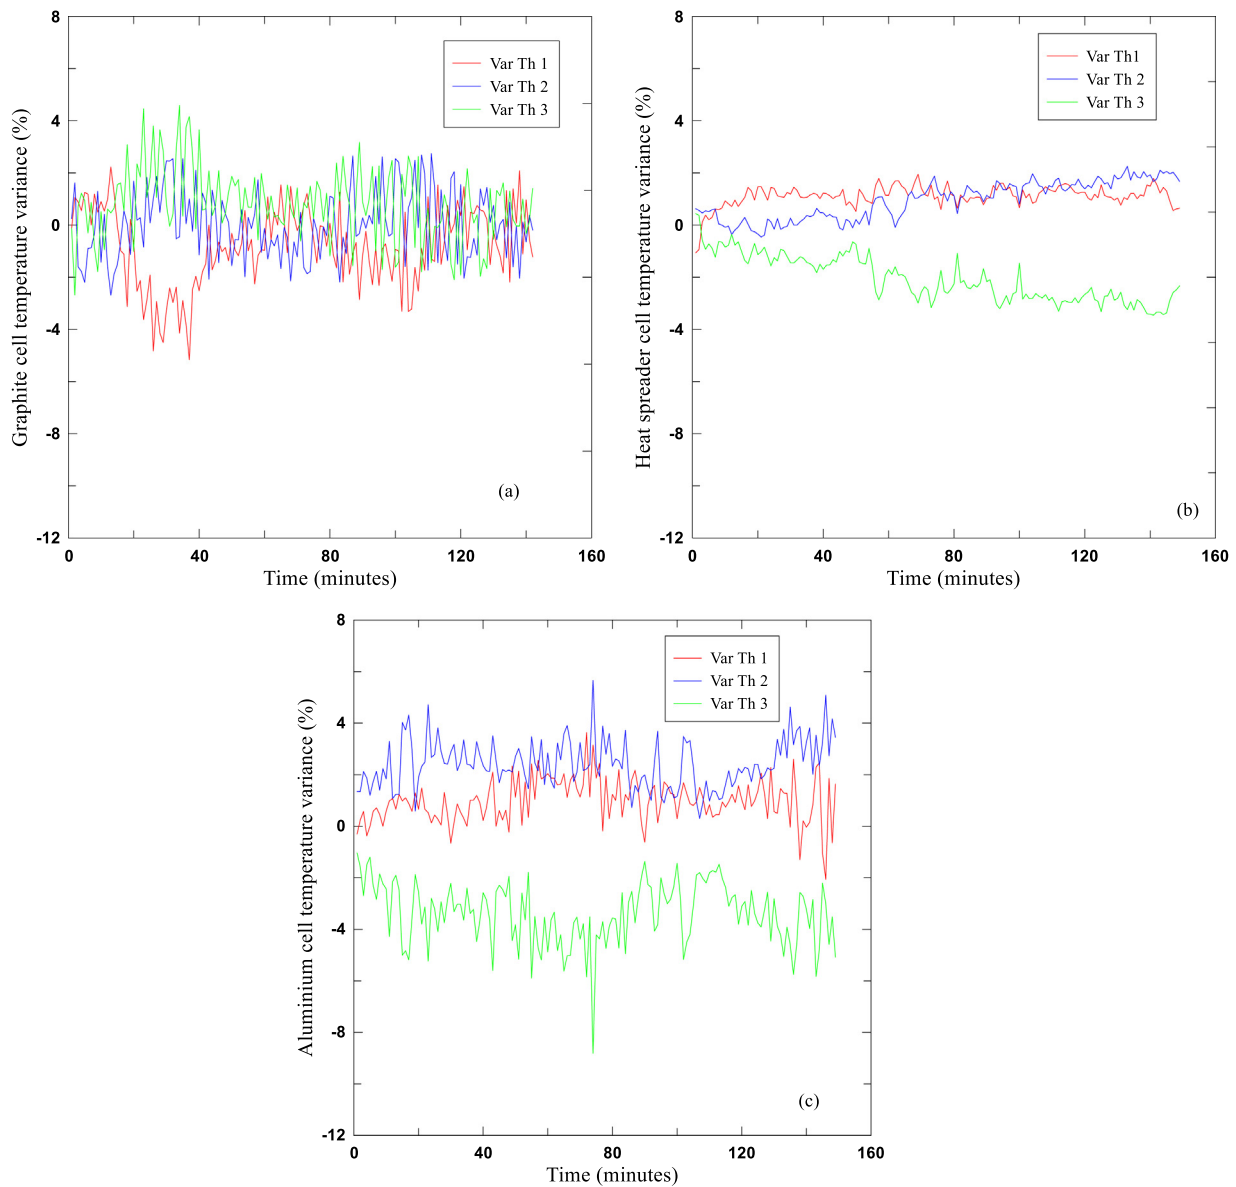 8
4
0
-4
-8
-12
Graphite cell temperature variance (%)
Var Th 1
Var Th 2
Var Th 3
(a)
0 40 80 120 160
Time (minutes)
8
4
0
-4
-8
-12
Heat spreader cell temperature variance (%)
Var Th1
Var Th 2
Var Th 3
(b)
0 40 80 120 160
Time (minutes)
8
4
0
-4
-8
-12
Aluminium cell temperature variance (%)
Var Th 1
Var Th 2
Var Th 3
(c)
0 40 80 120 160
Time (minutes)